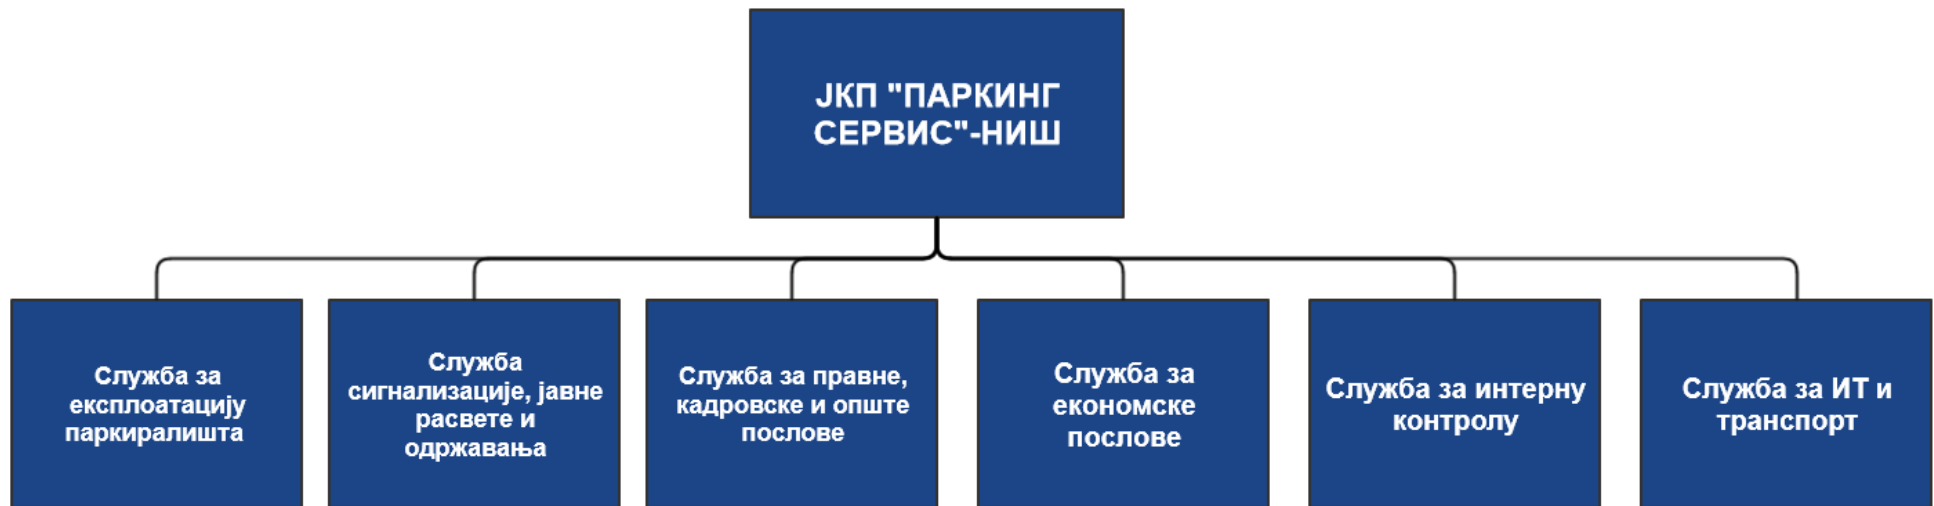 ЈКП "ПАРКИНГ
СЕРВИС"-НИШ
Служба за
експлоатацију
паркиралишта
Служба
сигнализације, јавне
расвете и
одржавања
Служба за правне,
кадровске и опште
послове
Служба за
економске
послове
Служба за интерну
контролу
Служба за ИТ и
транспорт